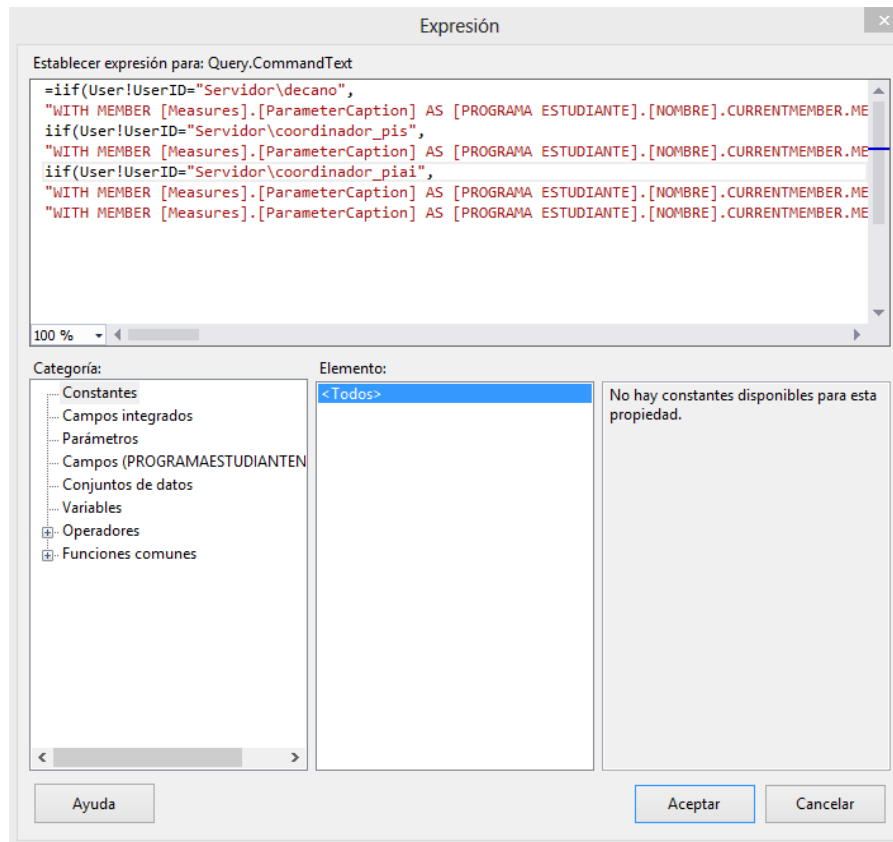 Expresión
Establecer expresión para: Query.CommandText
=iif(User!UserID="Servidor\decano",
"WITH MEMBER [Measures].[ParameterCaption] AS [PROGRAMA ESTUDIANTE].[NOMBRE].CURRENTMEMBER.ME
iif(User!UserID="Servidor\coordinador_pis",
"WITH MEMBER [Measures].[ParameterCaption] AS [PROGRAMA ESTUDIANTE].[NOMBRE].CURRENTMEMBER.ME
iif(User!UserID="Servidor\coordinador_piai",
"WITH MEMBER [Measures].[ParameterCaption] AS [PROGRAMA ESTUDIANTE].[NOMBRE].CURRENTMEMBER.ME
"WITH MEMBER [Measures].[ParameterCaption] AS [PROGRAMA ESTUDIANTE].[NOMBRE].CURRENTMEMBER.ME
100 %
Categoría:
Constantes
Campos integrados
Parámetros
Campos (PROGRAMAESTUDIANTEN
Conjuntos de datos
Variables
Operadores
Funciones comunes
Elemento:
<Todos>
No hay constantes disponibles para esta
propiedad.
Ayuda
Aceptar
Cancelar